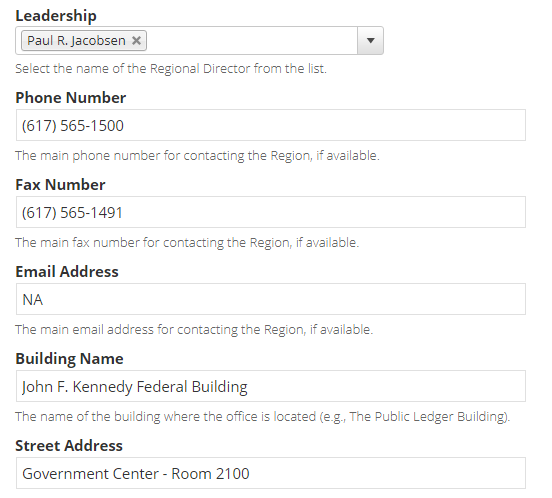 Leadership
Paul R. Jacobsen
Select the name of the Regional Director from the list.
Phone Number
(617) 565-1500
The main phone number for contacting the Region, if available.
Fax Number
(617) 565-1491
The main fax number for contacting the Region, if available.
Email Address
NA
The main email address for contacting the Region, if available.
Building Name
John F. Kennedy Federal Building
The name of the building where the office is located (e.g., The Public Ledger Building).
Street Address
Government Center - Room 2100